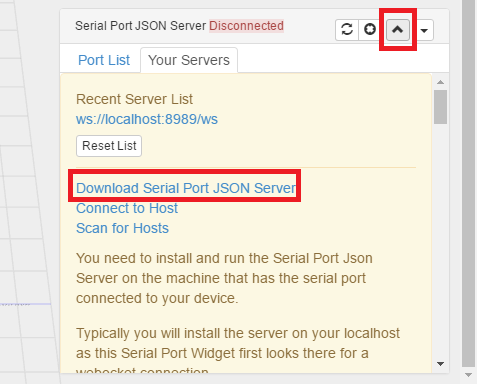 Serial Port JSON Server Disconnected
Port List Your Servers
Recent Server List
ws://localhost:8989/ws
Reset List
Download Serial Port JSON Server
Connect to Host
Scan for Hosts
You need to install and run the Serial Port Json
Server on the machine that has the serial port
connected to your device.
Typically you will install the server on your localhost
as this Serial Port Widget first looks there for a
websocket connection